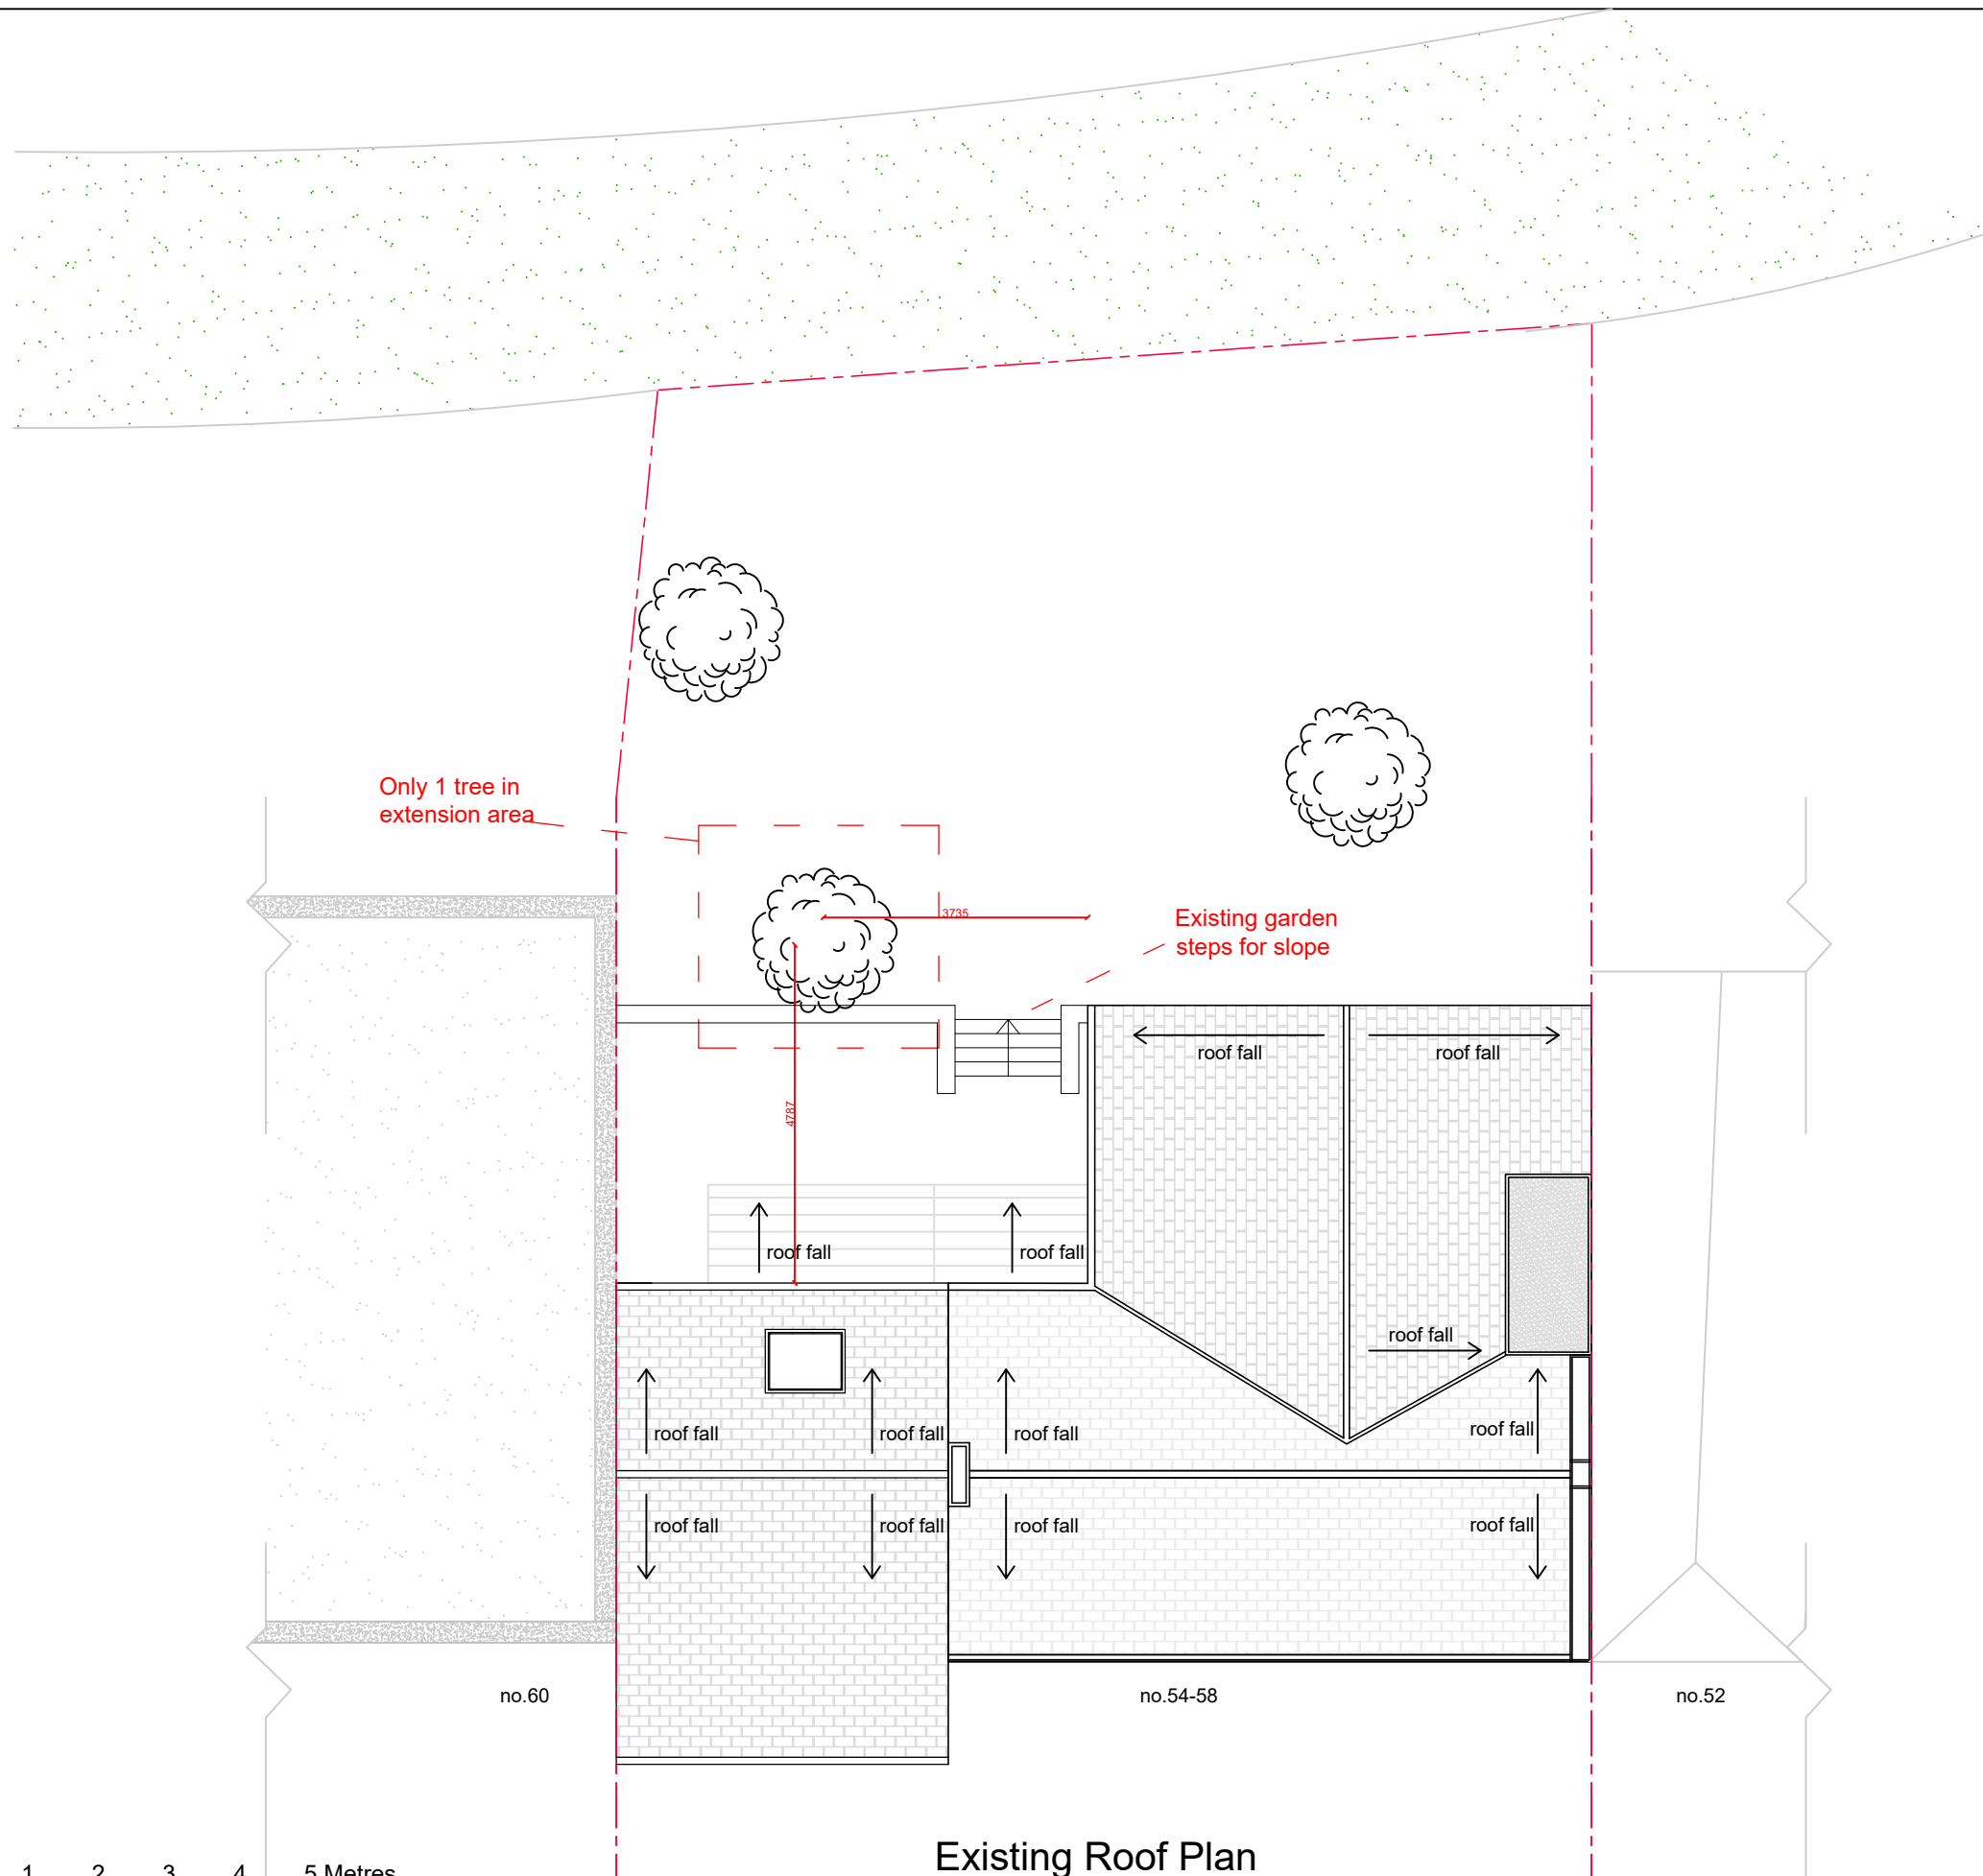 Only 1 tree in
extension area
3735
Existing garden
steps for slope
roof fall
roof fall
4787
roof fall
roof fall
roof fall
roof fall
roof fall
roof fall
roof fall
roof fall
roof fall
roof fall
roof fall
no.60
no.54-58
no.52
Existing Roof Plan
1 2 3 4 5 Metres